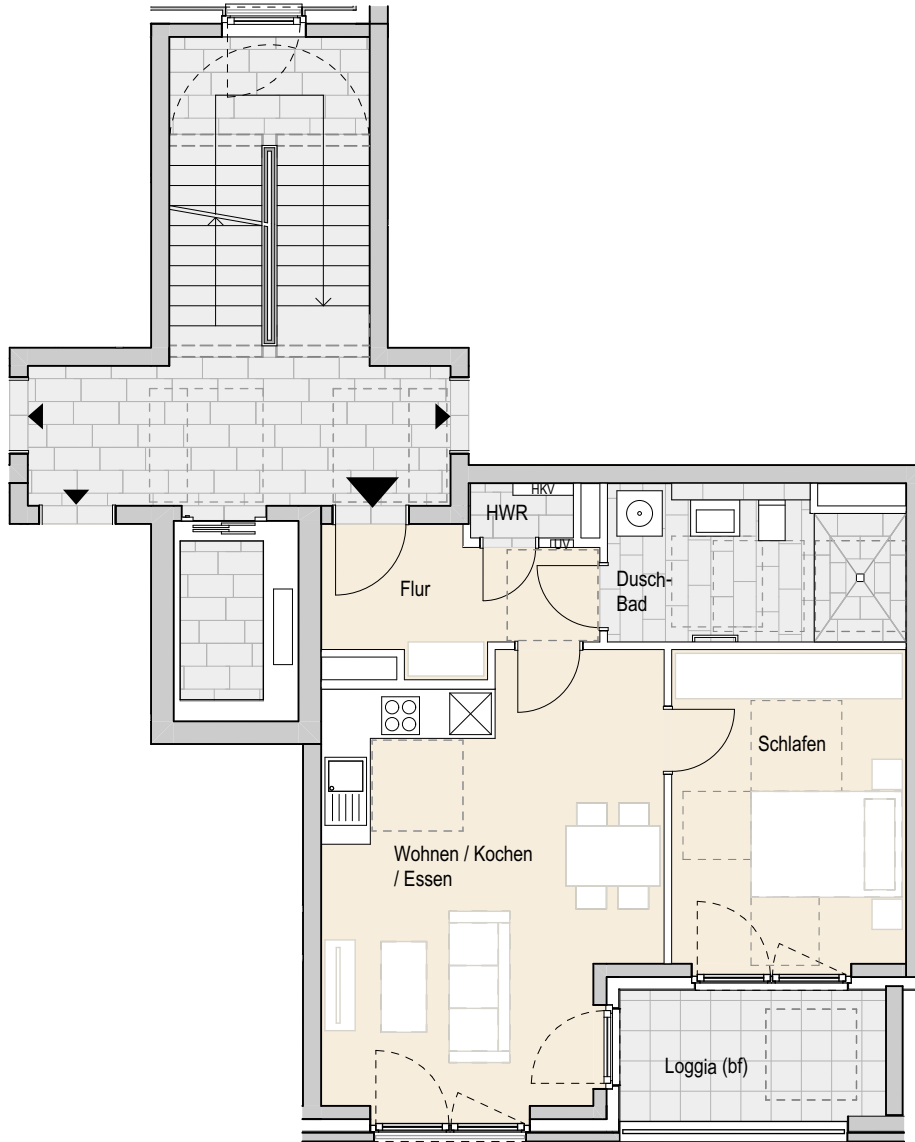 HKV
HWR
UV
Flur
Dusch-
Bad
Schlafen
Wohnen / Kochen
/ Essen
Loggia (bf)